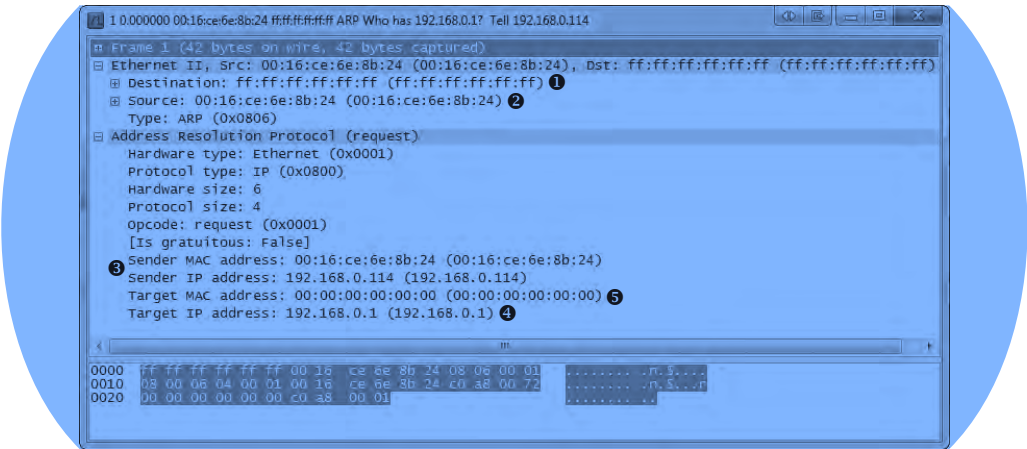 1 0.000000 00:16:ce:6e:8b:24 ff:ff:ff:ff:ff:ff ARP Who has 192.168.0.1? Tell 192.168.0.114
Frame 1 (42 bytes on wire, 42 bytes captured)
Ethernet II, Src: 00:16:ce:6e:8b:24 (00:16:ce:6e:8b:24), Dst: ff:ff:ff:ff:ff:ff (ff:ff:ff:ff:ff:ff)
Destination: ff:ff:ff:ff:ff:ff (ff:ff:ff:ff:ff:ff) ❶
Source: 00:16:ce:6e:8b:24 (00:16:ce:6e:8b:24) ❷
Type: ARP (0x0806)
Address Resolution Protocol (request)
Hardware type: Ethernet (0x0001)
Protocol type: IP (0x0800)
Hardware size: 6
Protocol size: 4
Opcode: request (0x0001)
[Is gratuitous: False]
❸ Sender MAC address: 00:16:ce:6e:8b:24 (00:16:ce:6e:8b:24)
Sender IP address: 192.168.0.114 (192.168.0.114)
Target MAC address: 00:00:00:00:00:00 (00:00:00:00:00:00) ❺
Target IP address: 192.168.0.1 (192.168.0.1) ❹
0000 ff ff ff ff ff ff 00 16 ce 6e 8b 24 08 06 00 01 ........ .n.$....
0010 08 00 06 04 00 01 00 16 ce 6e 8b 24 c0 a8 00 72 ........ .n.$...r
0020 00 00 00 00 00 00 c0 a8 00 01 ........ ..